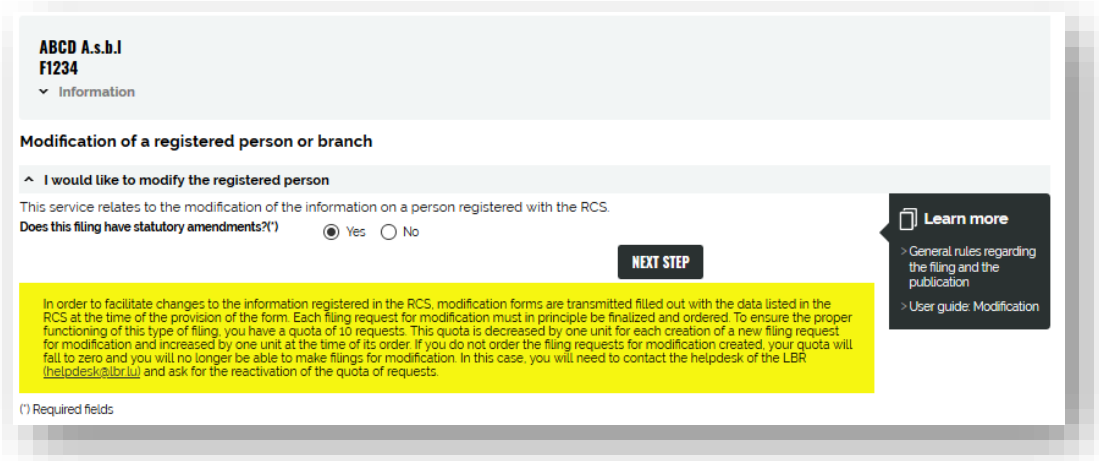 ABCD A.s.b.l
F1234
Information
Modification of a registered person or branch
I would like to modify the registered person
This service relates to the modification of the information on a person registered with the RCS.
Does this filing have statutory amendments?(*) Yes No
NEXT STEP
In order to facilitate changes to the information registered in the RCS, modification forms are transmitted filled out with the data listed in the
RCS at the time of the provision of the form. Each filing request for modification must in principle be finalized and ordered. To ensure the proper
functioning of this type of filing, you have a quota of 10 requests. This quota is decreased by one unit for each creation of a new filing request
for modification and increased by one unit at the time of its order. If you do not order the filing requests for modification created, your quota will
fall to zero and you will no longer be able to make filings for modification. In this case, you will need to contact the helpdesk of the LBR
(helpdesk@lbr.lu) and ask for the reactivation of the quota of requests.
(*) Required fields
Learn more
> General rules regarding
the filing and the
publication
> User guide: Modification